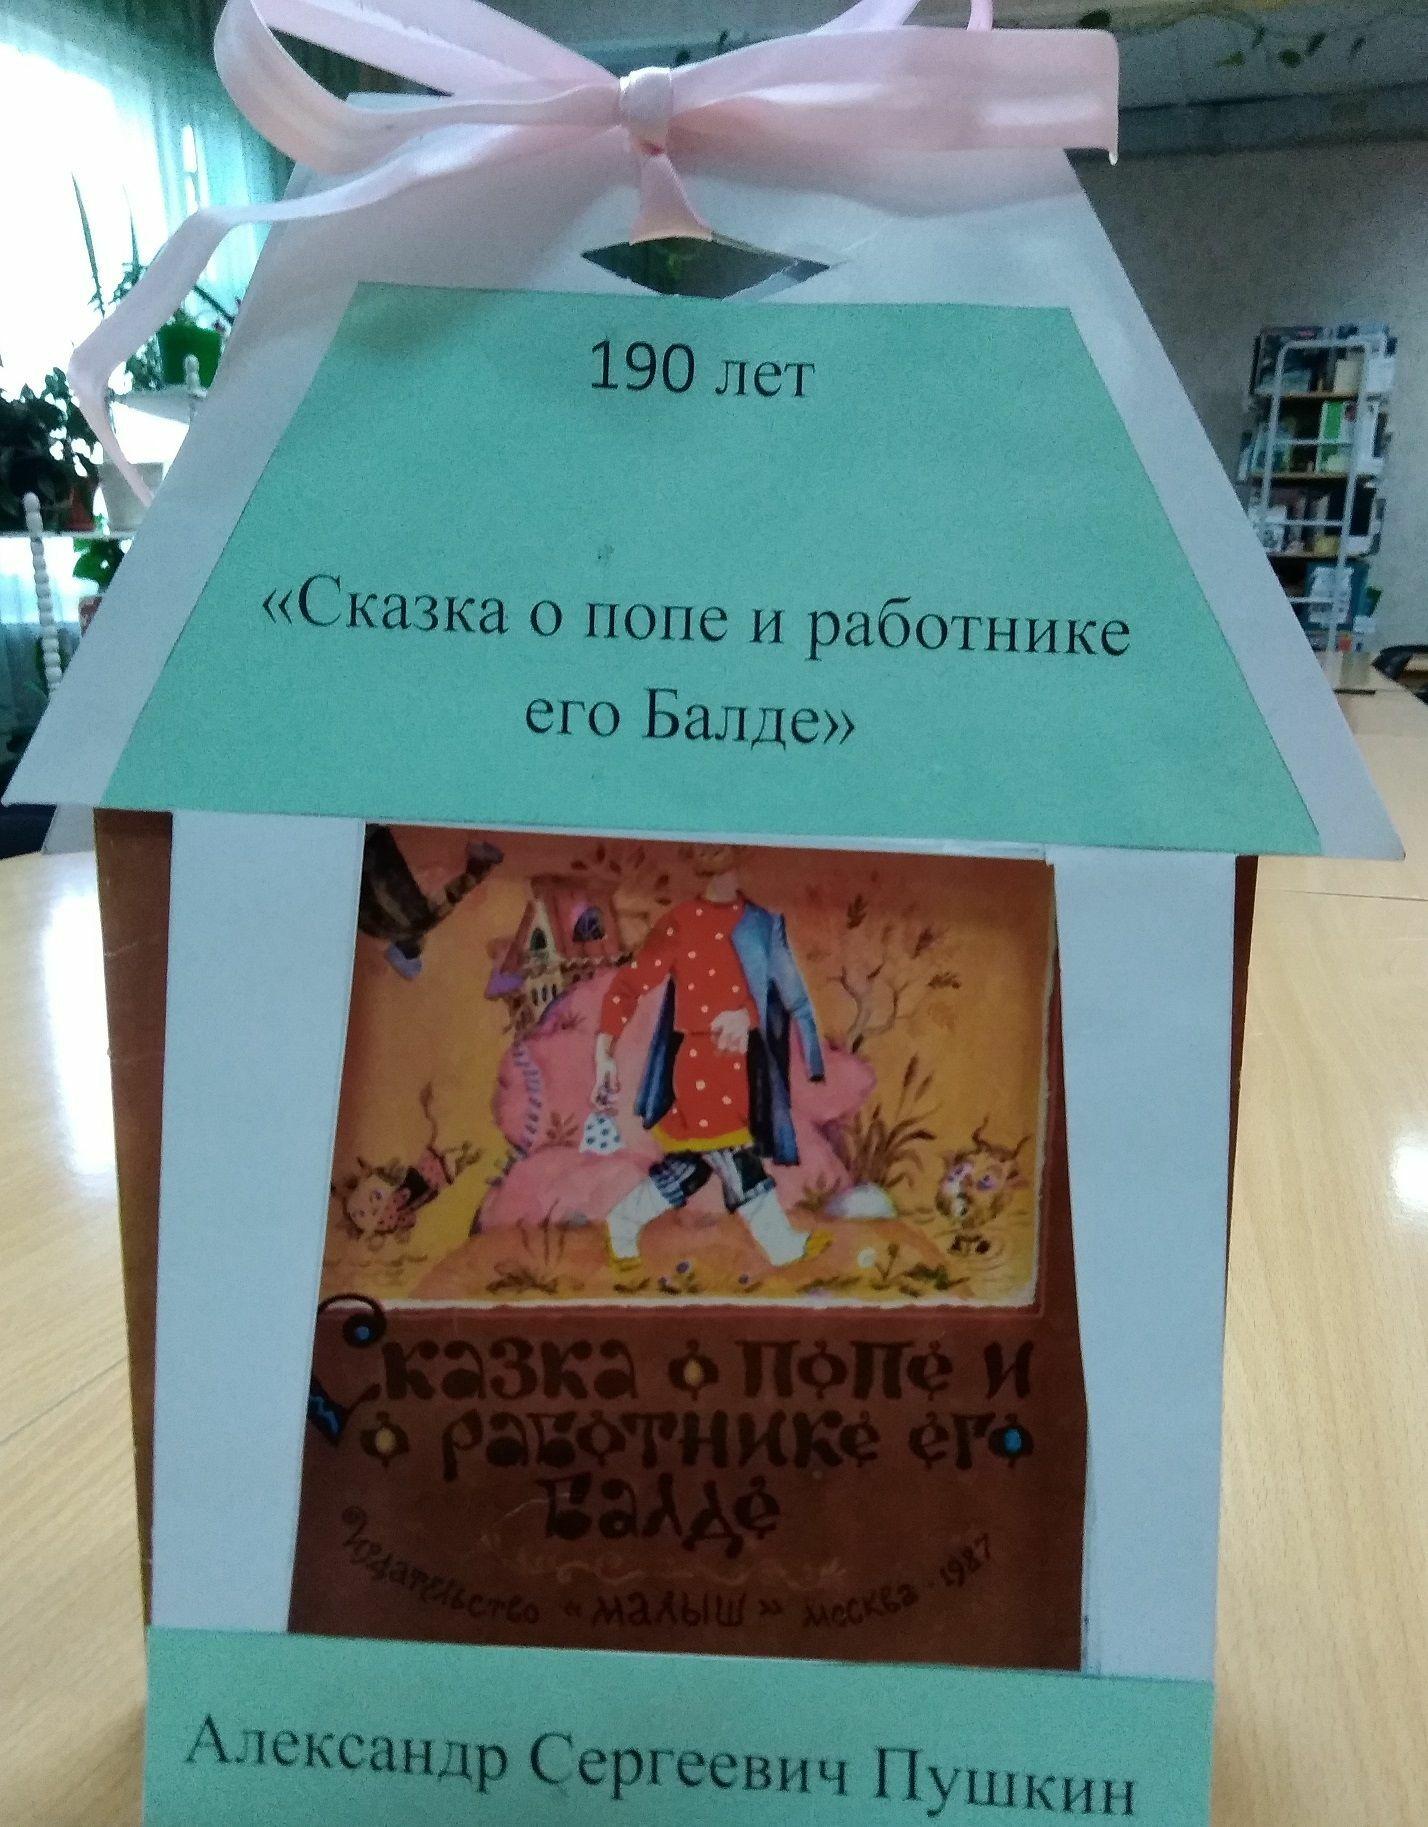 190 лет
«Сказка о попе и работнике
его Балде»
Сказка о попе и
о работнике его
Балде
Издательство «Малыш» Москва · 1987
Александр Сергеевич Пушкин